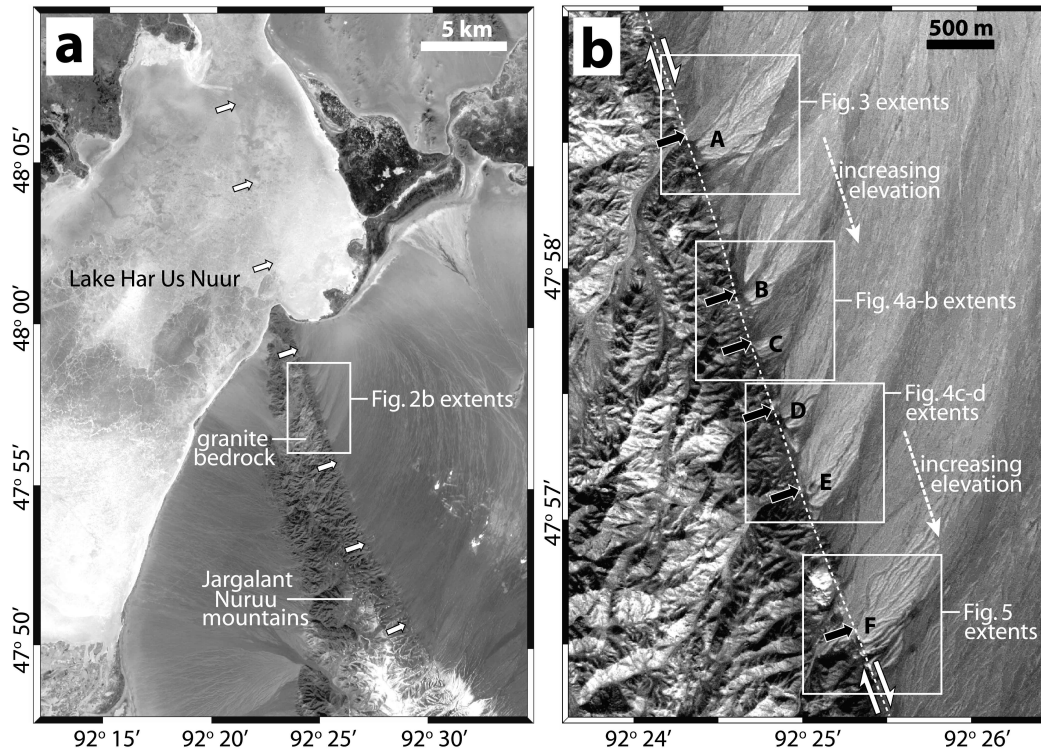 a
5 km
48° 05′
48° 00′
47° 55′
47° 50′
92° 15′
92° 20′
92° 25′
92° 30′
Lake Har Us Nuur
Fig. 2b extents
granite
bedrock
Jargalant
Nuruu
mountains
b
500 m
47° 58′
47° 57′
92° 24′
92° 25′
92° 26′
Fig. 3 extents
A
increasing
elevation
B
Fig. 4a-b extents
C
Fig. 4c-d
extents
D
increasing
elevation
E
Fig. 5
extents
F